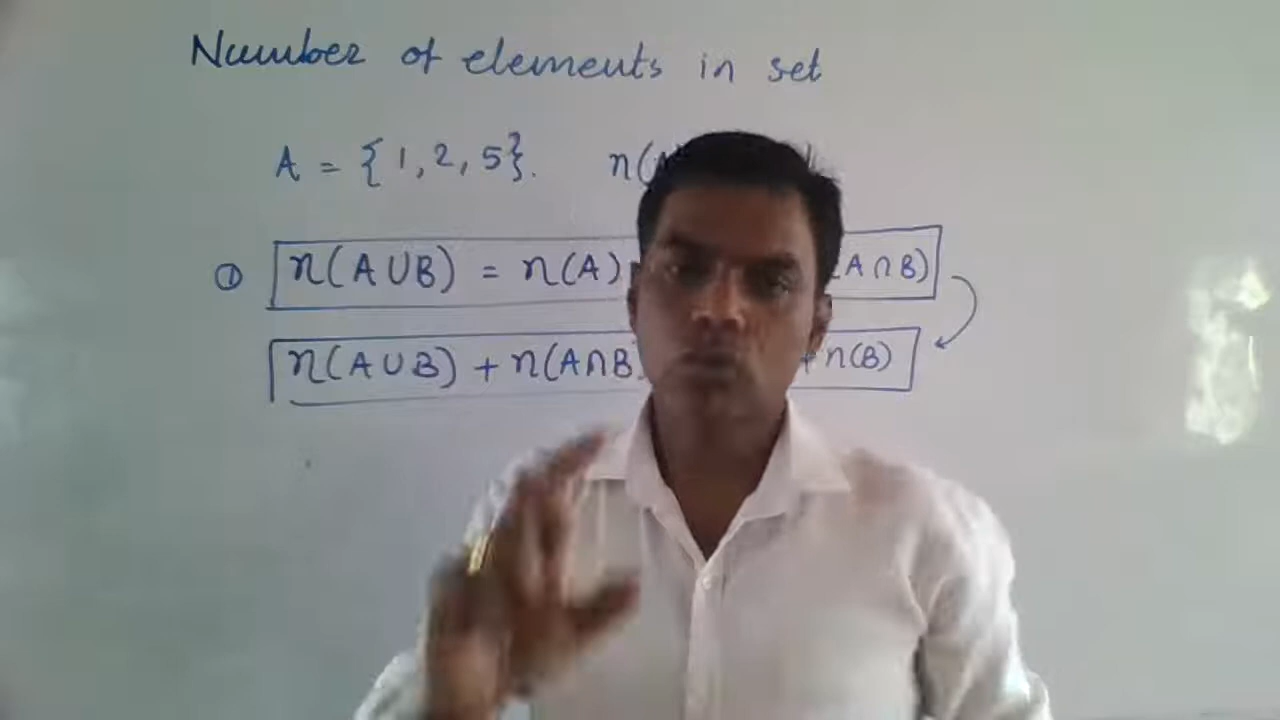 Number of elements in set
A = {1, 2, 5}. n(
① n(A∪B) = n(A) A∩B)
n(A∪B) + n(A∩B + n(B)